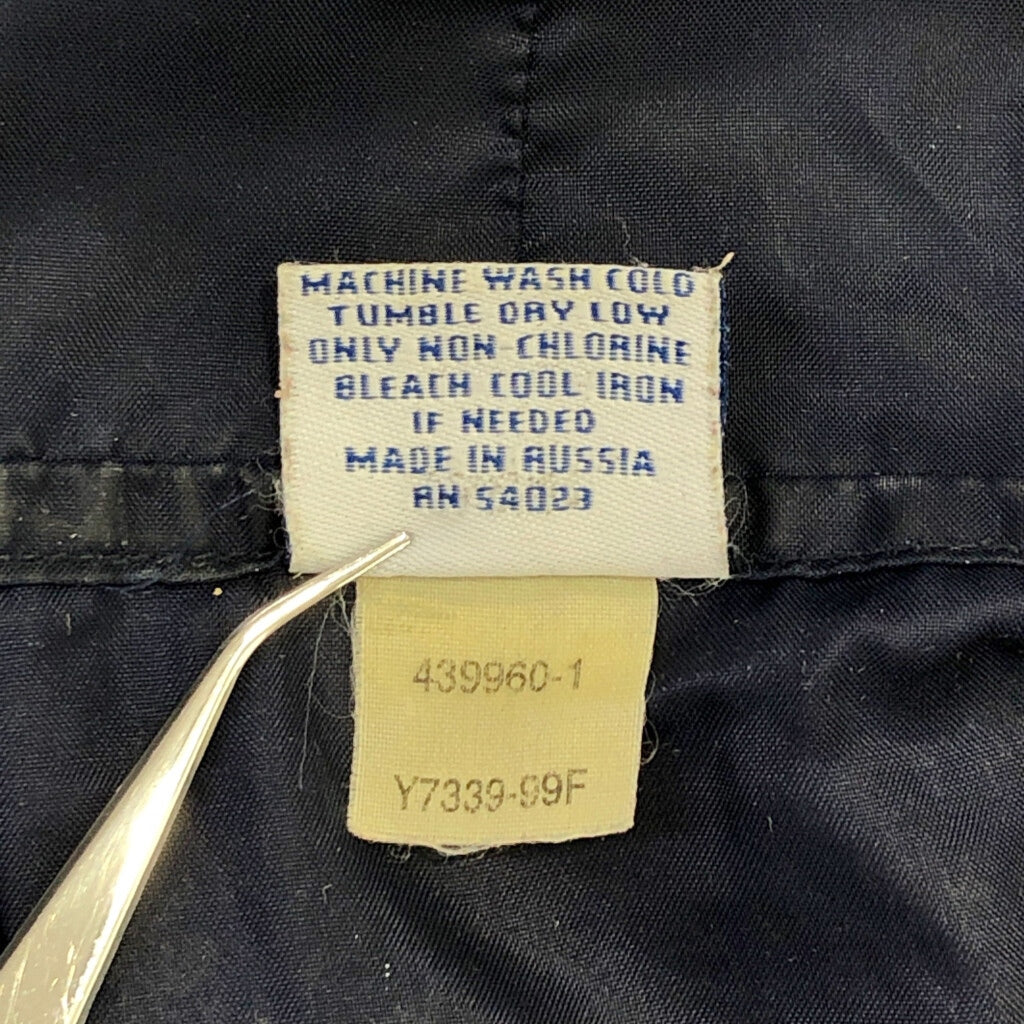 MACHINE WASH COLD
TUMBLE DRY LOW
ONLY NON-CHLORINE
BLEACH COOL IRON
IF NEEDED
MADE IN RUSSIA
RN 54023
439960-1
Y7339-99F